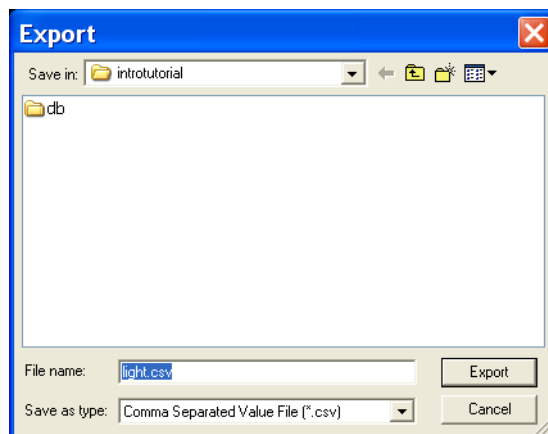 Export
Save in: introtutorial
db
File name: light.csv Export
Save as type: Comma Separated Value File (*.csv) Cancel